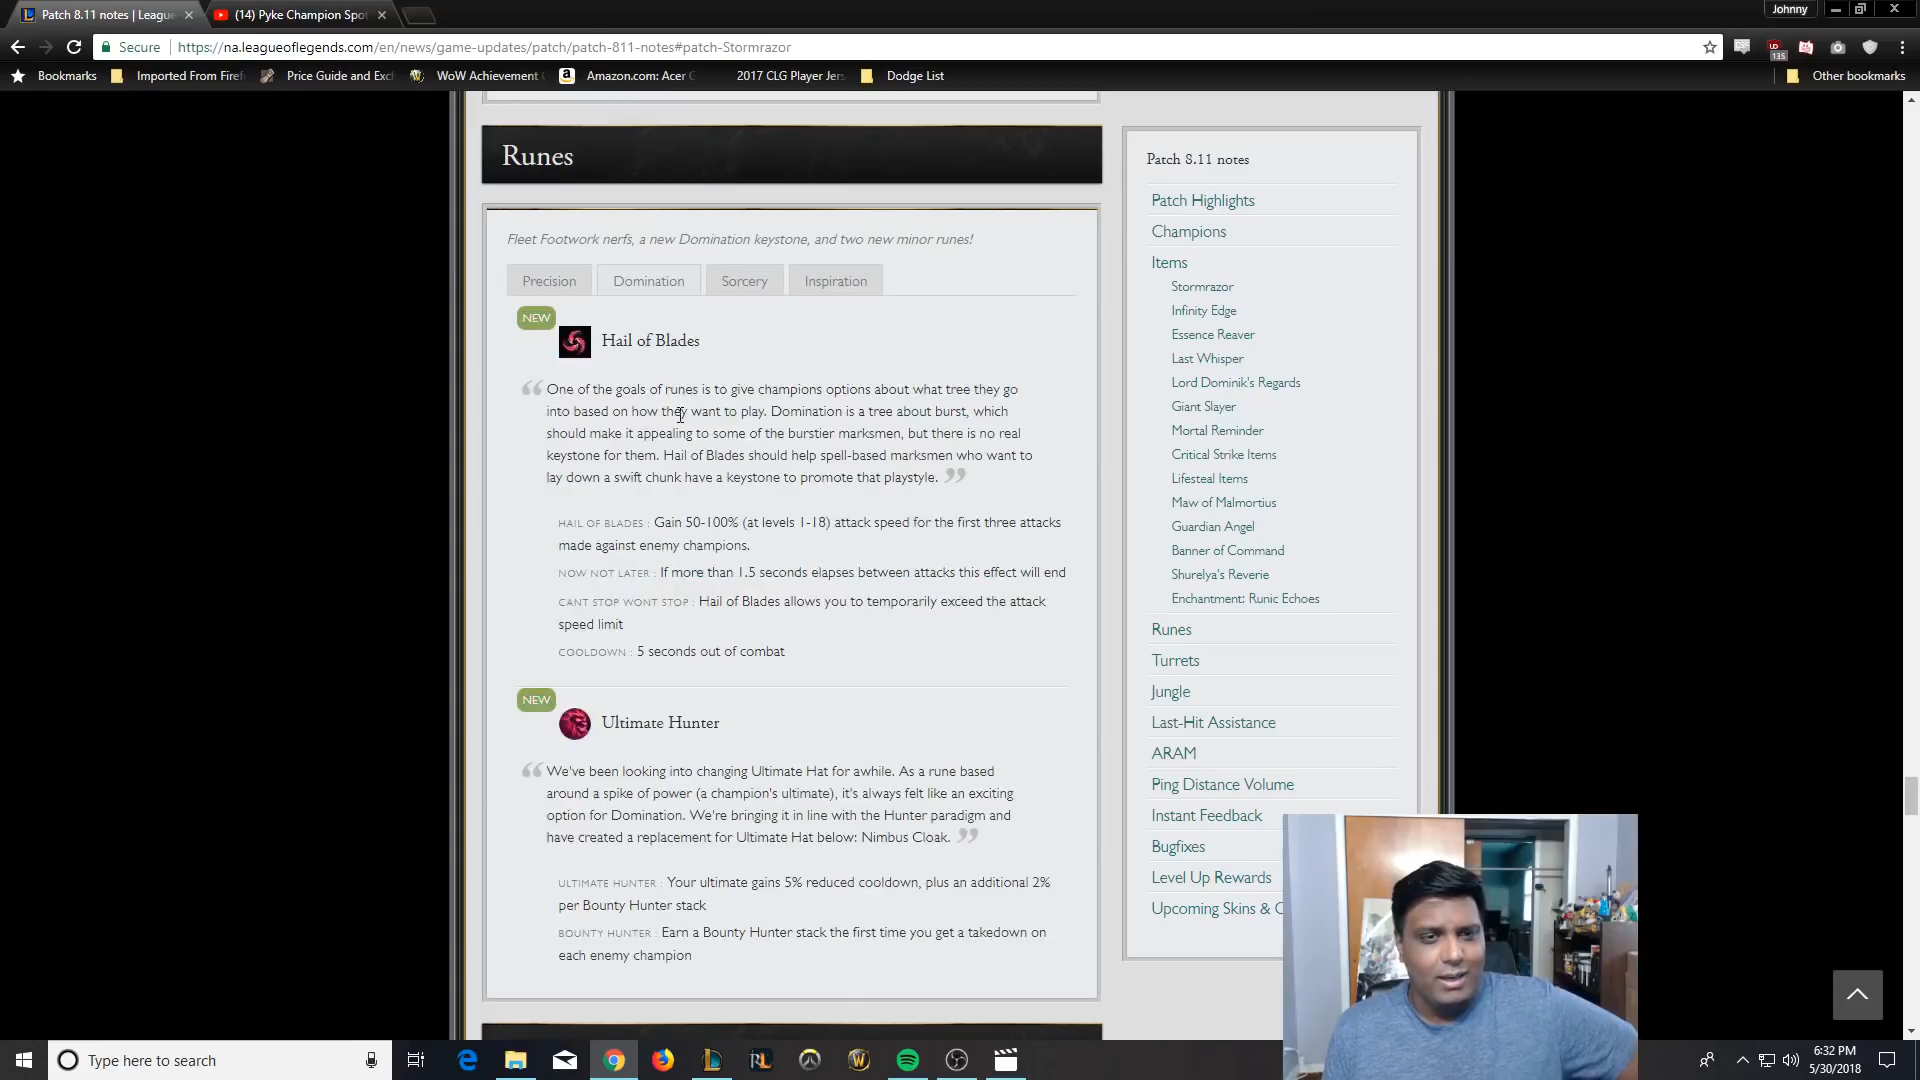 Patch 8.11 notes | League
(14) Pyke Champion Spo
Johnny
Secure
https://na.leagueoflegends.com/en/news/game-updates/patch/patch-811-notes#patch-Stormrazor
135
Bookmarks
Imported From Firef
Price Guide and Exc
WoW Achievement
Amazon.com: Acer
2017 CLG Player Jers
Dodge List
Other bookmarks
Runes
Fleet Footwork nerfs, a new Domination keystone, and two new minor runes!
Precision
Domination
Sorcery
Inspiration
NEW
Hail of Blades
“ One of the goals of runes is to give champions options about what tree they go
into based on how they want to play. Domination is a tree about burst, which
should make it appealing to some of the burstier marksmen, but there is no real
keystone for them. Hail of Blades should help spell-based marksmen who want to
lay down a swift chunk have a keystone to promote that playstyle. ”
HAIL OF BLADES : Gain 50-100% (at levels 1-18) attack speed for the first three attacks
made against enemy champions.
NOW NOT LATER : If more than 1.5 seconds elapses between attacks this effect will end
CANT STOP WONT STOP : Hail of Blades allows you to temporarily exceed the attack
speed limit
COOLDOWN : 5 seconds out of combat
NEW
Ultimate Hunter
“ We've been looking into changing Ultimate Hat for awhile. As a rune based
around a spike of power (a champion's ultimate), it's always felt like an exciting
option for Domination. We're bringing it in line with the Hunter paradigm and
have created a replacement for Ultimate Hat below: Nimbus Cloak. ”
ULTIMATE HUNTER : Your ultimate gains 5% reduced cooldown, plus an additional 2%
per Bounty Hunter stack
BOUNTY HUNTER : Earn a Bounty Hunter stack the first time you get a takedown on
each enemy champion
Patch 8.11 notes
Patch Highlights
Champions
Items
Stormrazor
Infinity Edge
Essence Reaver
Last Whisper
Lord Dominik's Regards
Giant Slayer
Mortal Reminder
Critical Strike Items
Lifesteal Items
Maw of Malmortius
Guardian Angel
Banner of Command
Shurelya's Reverie
Enchantment: Runic Echoes
Runes
Turrets
Jungle
Last-Hit Assistance
ARAM
Ping Distance Volume
Instant Feedback
Bugfixes
Level Up Rewards
Upcoming Skins & C
Type here to search
6:32 PM
5/30/2018